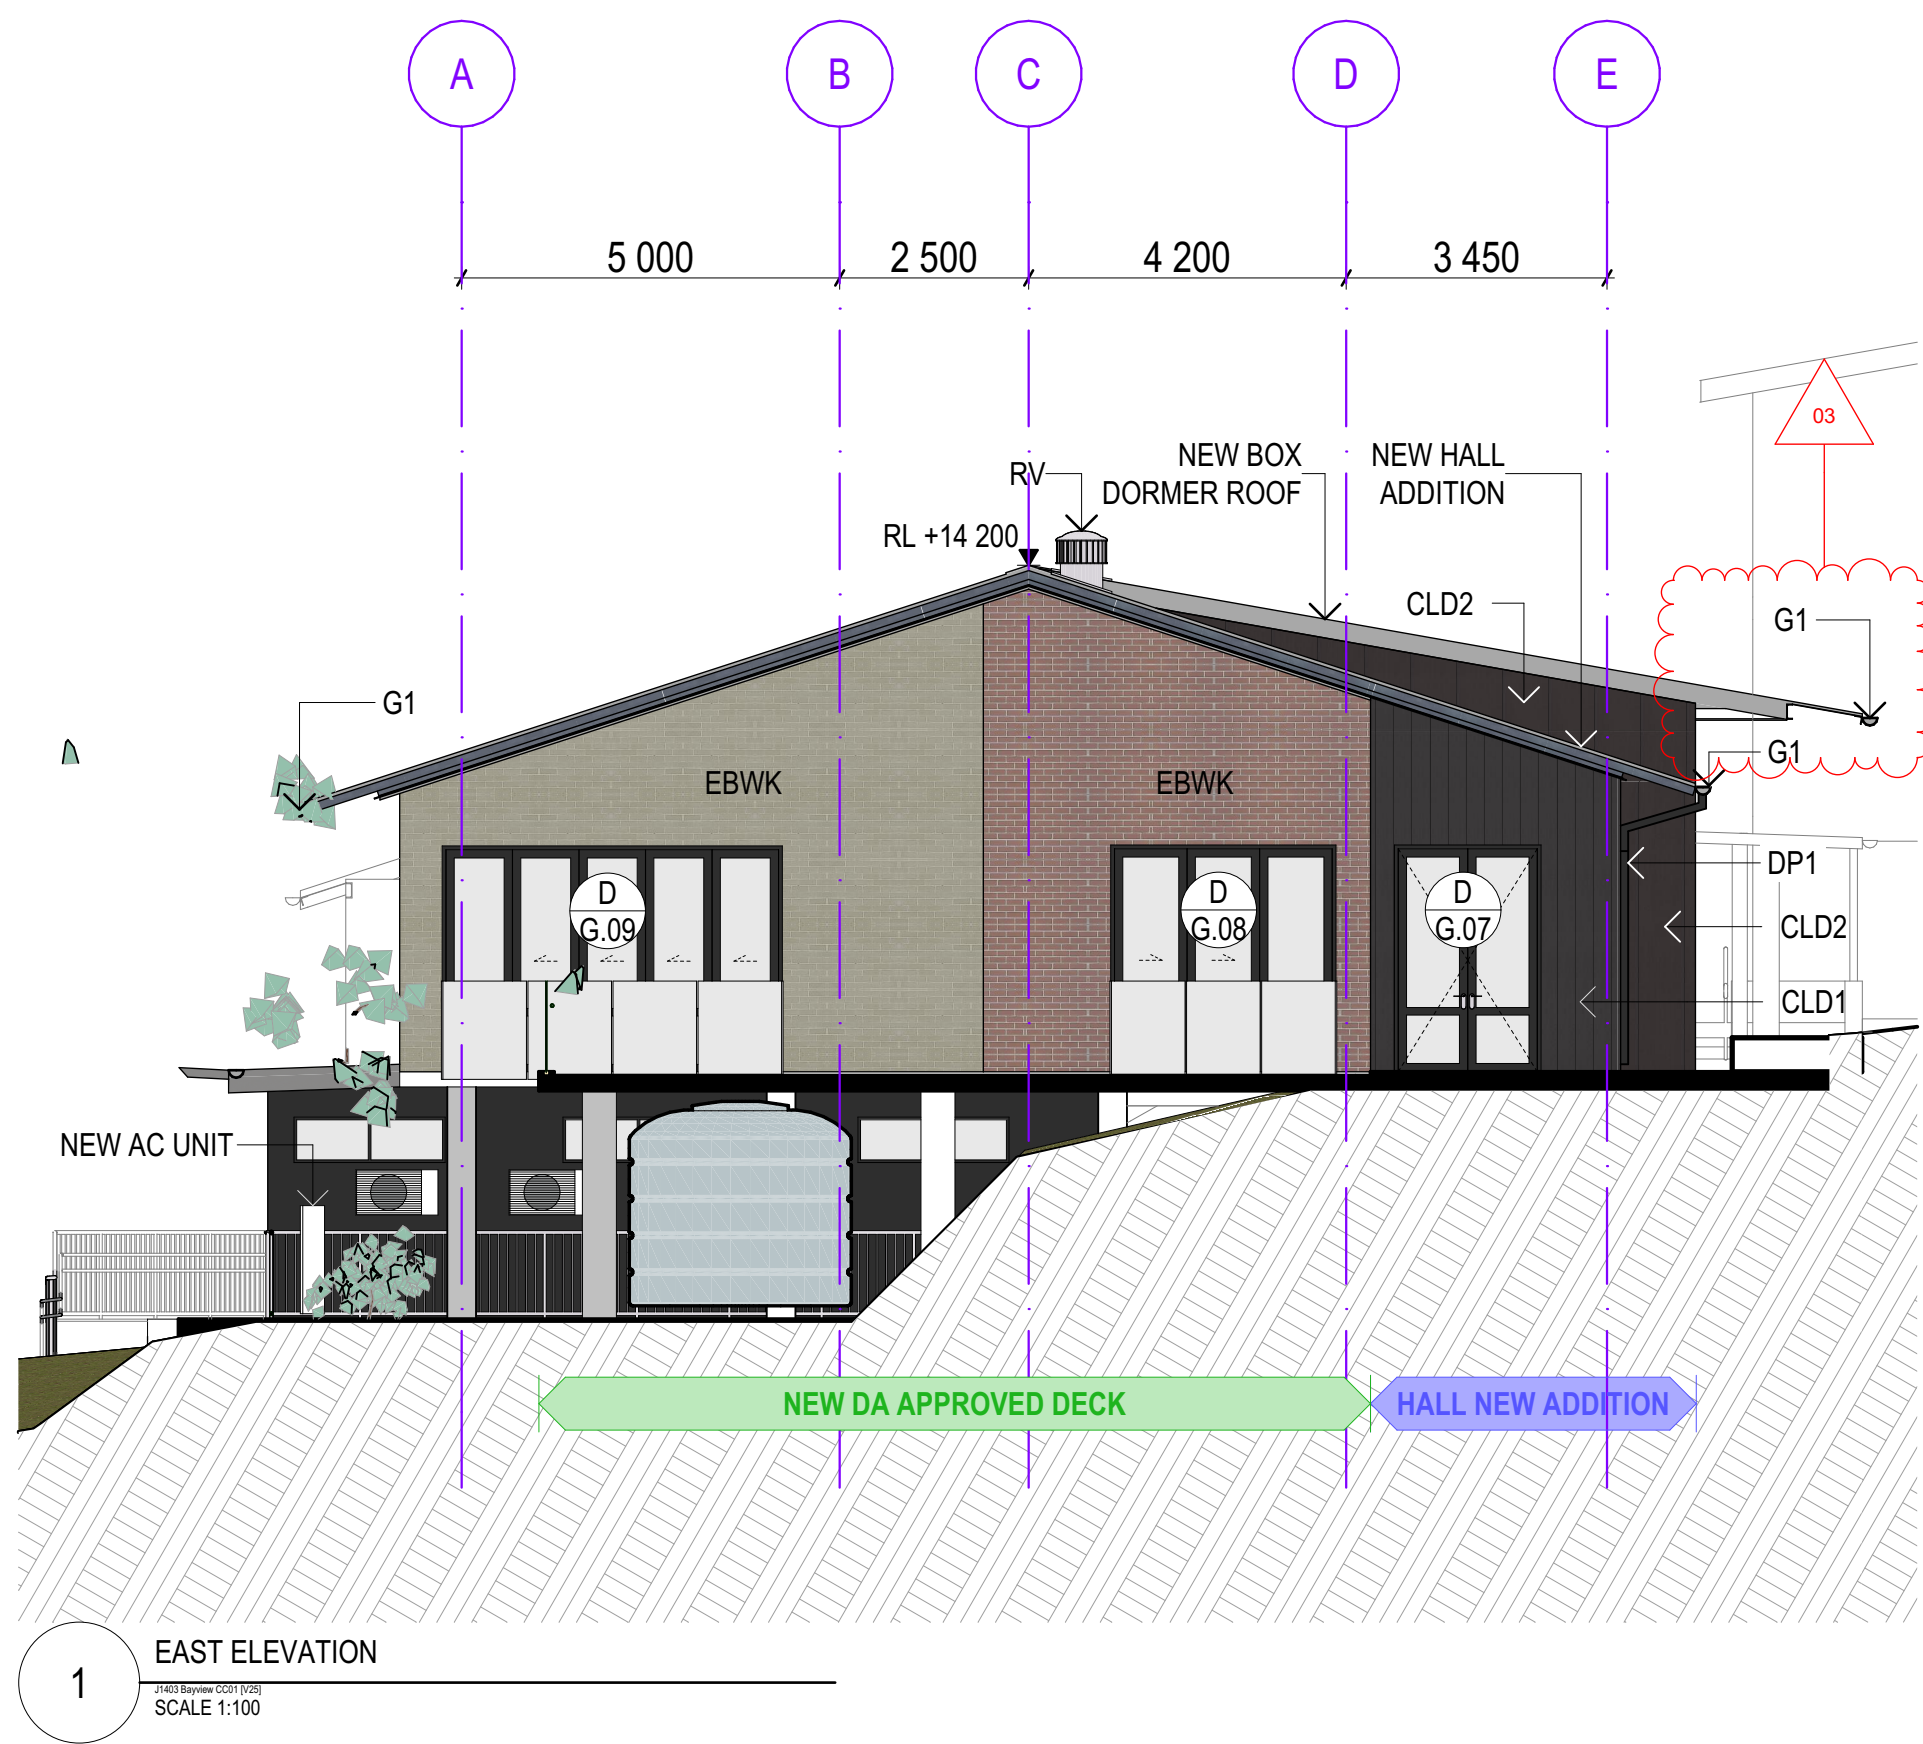 A
B
C
D
E
5 000
2 500
4 200
3 450
03
NEW BOX
DORMER ROOF
NEW HALL
ADDITION
RV
RL +14 200
CLD2
G1
G1
G1
EBWK
EBWK
DP1
D
G.09
D
G.08
D
G.07
CLD2
CLD1
NEW AC UNIT
NEW DA APPROVED DECK
HALL NEW ADDITION
1
EAST ELEVATION
J1403 Bayview CC01 [V25]
SCALE 1:100